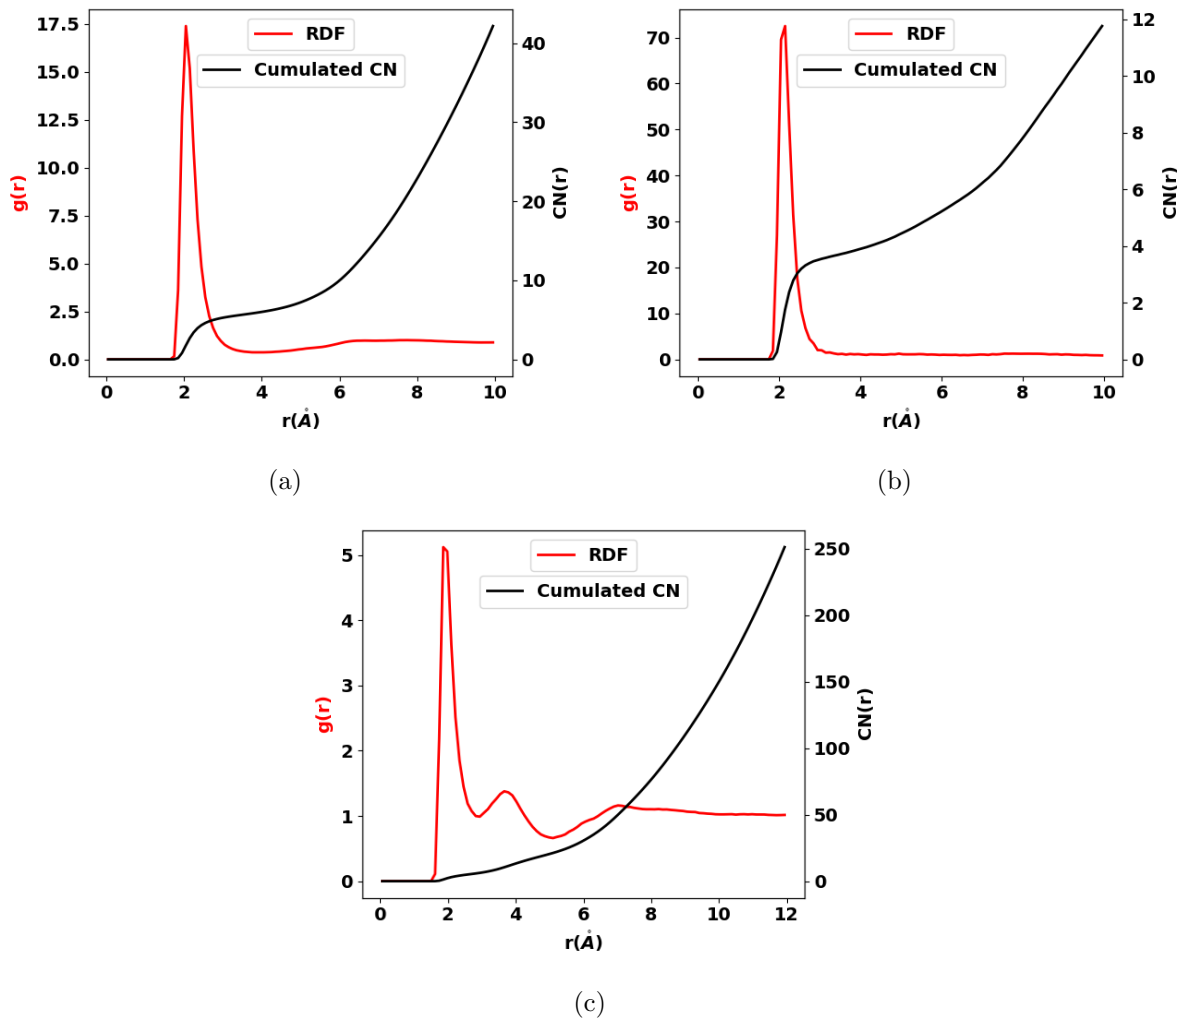 RDF
Cumulated CN
17.5
15.0
12.5
10.0
7.5
5.0
2.5
0.0
g(r)
40
30
20
10
0
CN(r)
0 2 4 6 8 10
r(Å)
(a)
RDF
Cumulated CN
70
60
50
40
30
20
10
0
g(r)
12
10
8
6
4
2
0
CN(r)
0 2 4 6 8 10
r(Å)
(b)
RDF
Cumulated CN
5
4
3
2
1
0
g(r)
250
200
150
100
50
0
CN(r)
0 2 4 6 8 10 12
r(Å)
(c)